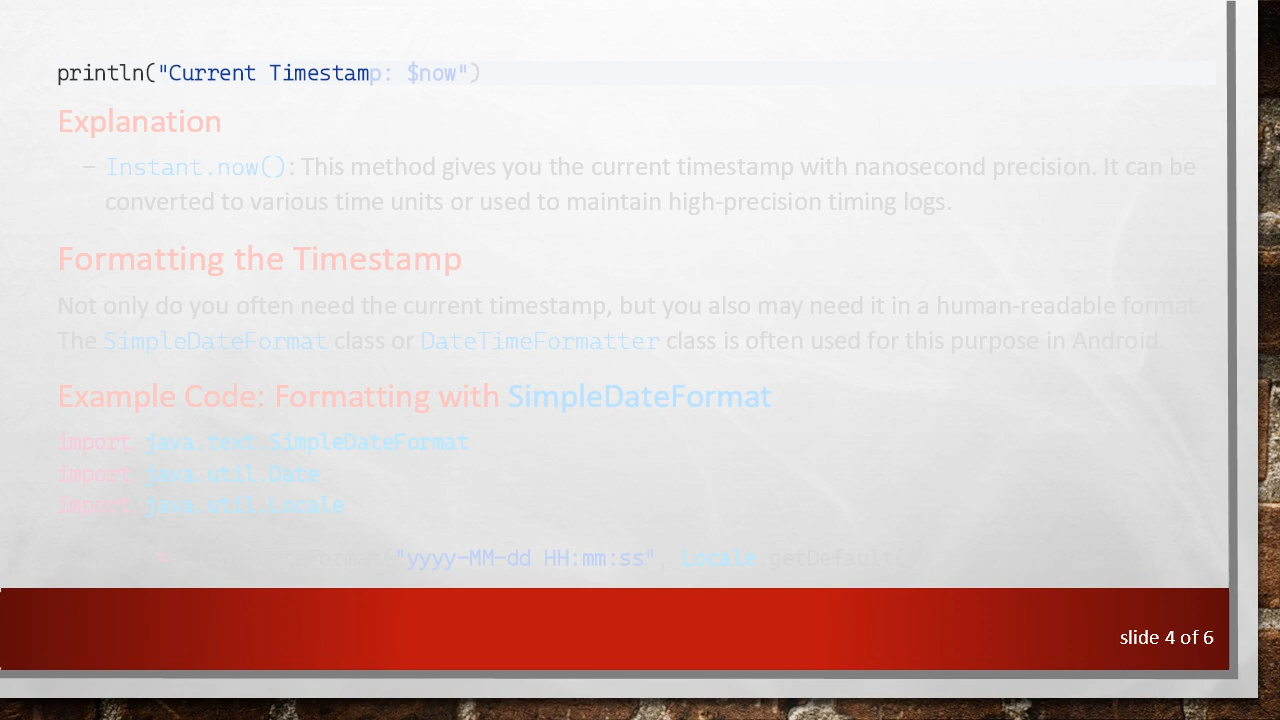 println("Current Timestamp: $now")
Explanation
– Instant.now(): This method gives you the current timestamp with nanosecond precision. It can be
converted to various time units or used to maintain high-precision timing logs.
Formatting the Timestamp
Not only do you often need the current timestamp, but you also may need it in a human-readable format.
The SimpleDateFormat class or DateTimeFormatter class is often used for this purpose in Android.
Example Code: Formatting with SimpleDateFormat
import java.text.SimpleDateFormat
import java.util.Date
import java.util.Locale
= "yyyy-MM-dd HH:mm:ss", Locale.getDefault())
slide 4 of 6